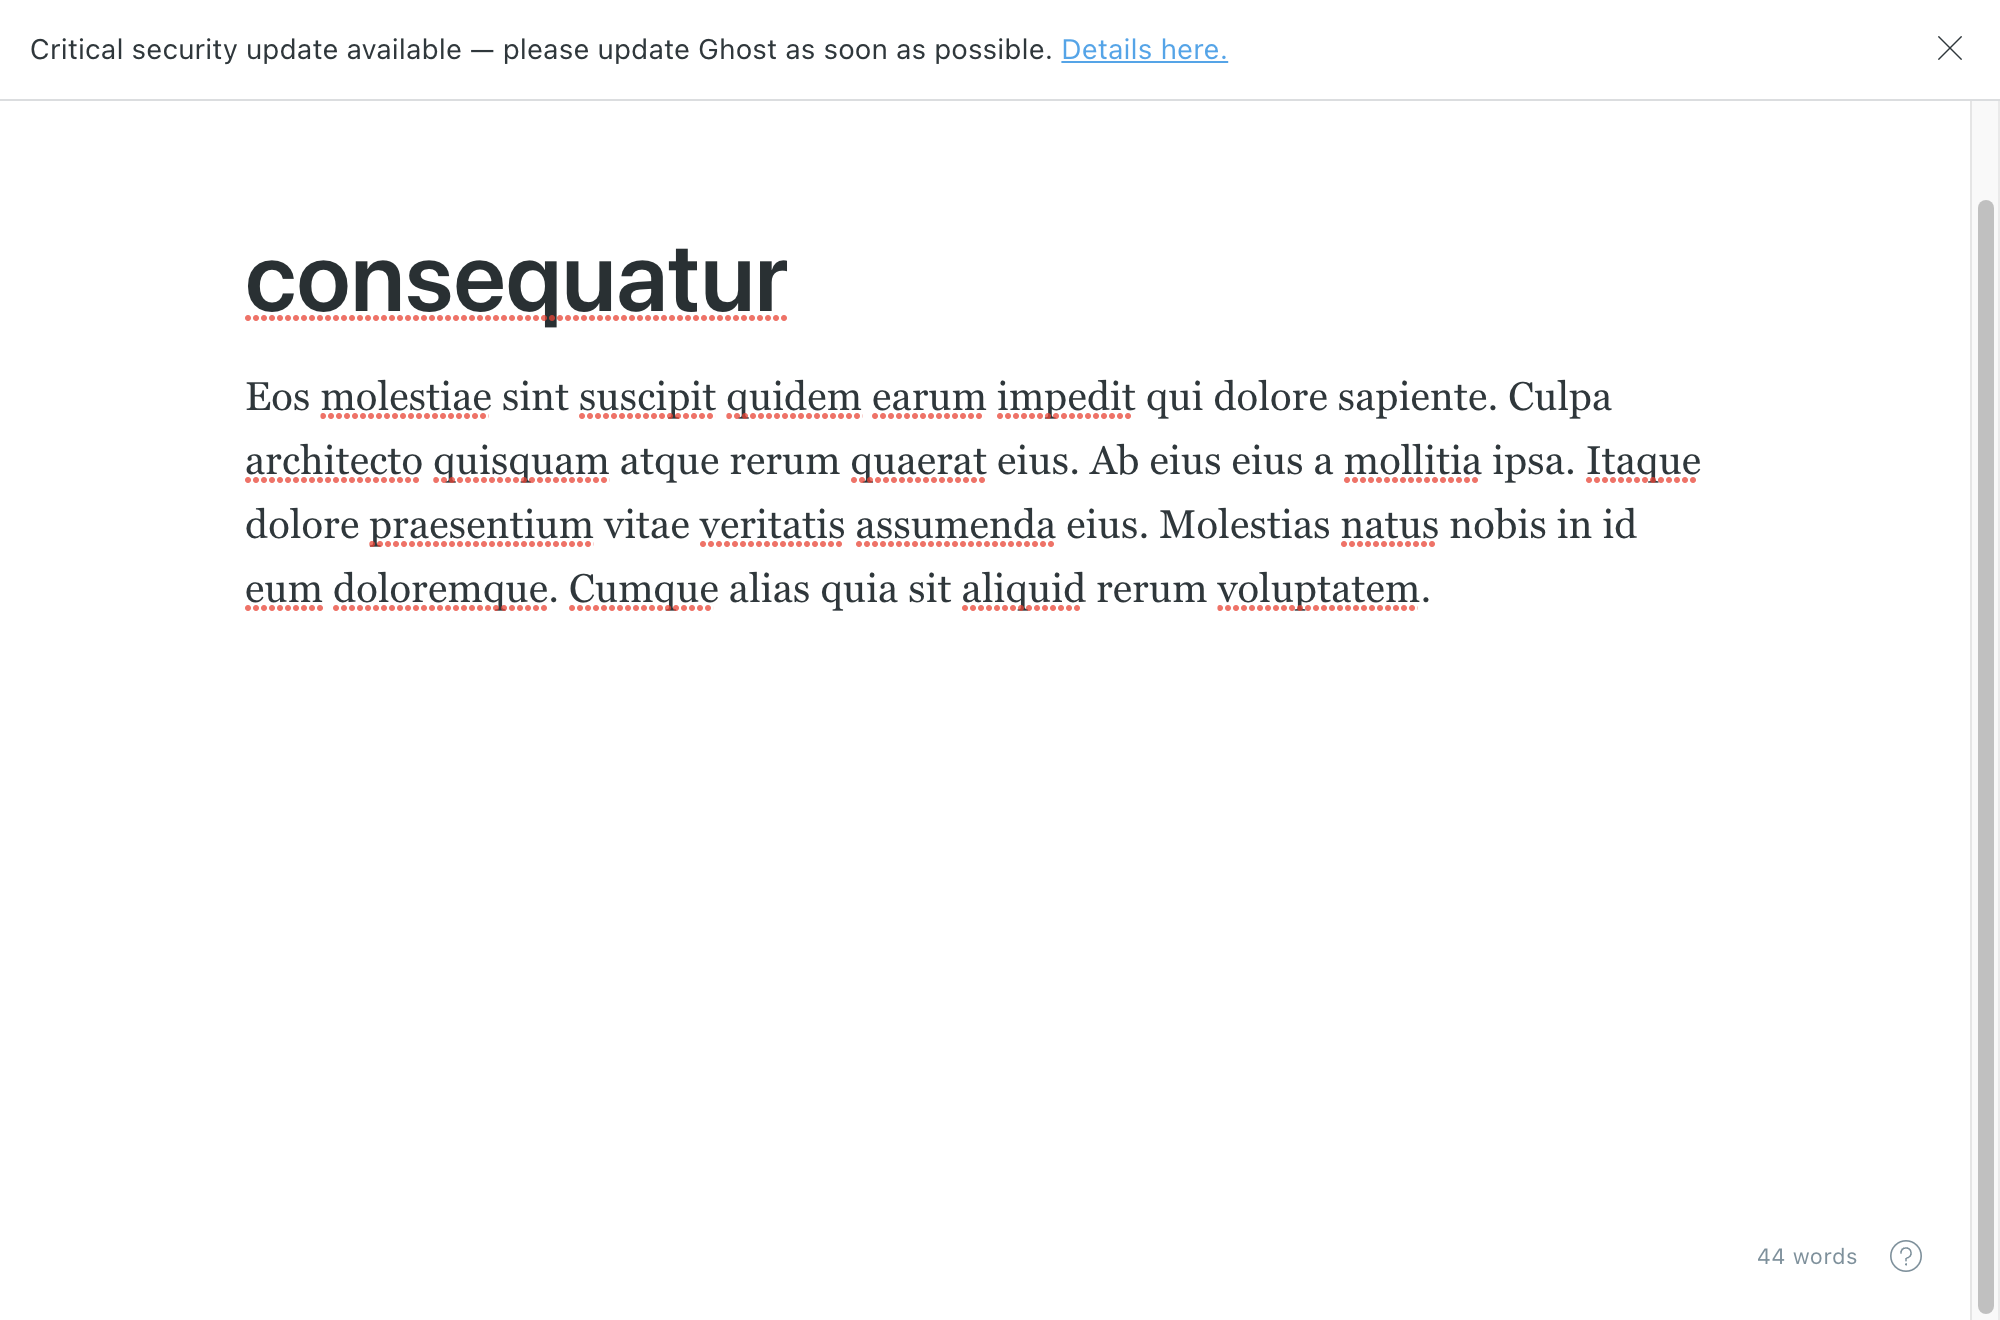 Critical security update available — please update Ghost as soon as possible. Details here.
consequatur
Eos molestiae sint suscipit quidem earum impedit qui dolore sapiente. Culpa
architecto quisquam atque rerum quaerat eius. Ab eius eius a mollitia ipsa. Itaque
dolore praesentium vitae veritatis assumenda eius. Molestias natus nobis in id
eum doloremque. Cumque alias quia sit aliquid rerum voluptatem.
44 words
?